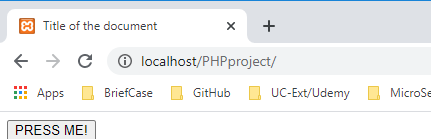 Title of the document
localhost/PHPproject/
Apps BriefCase GitHub UC-Ext/Udemy MicroSe
PRESS ME!